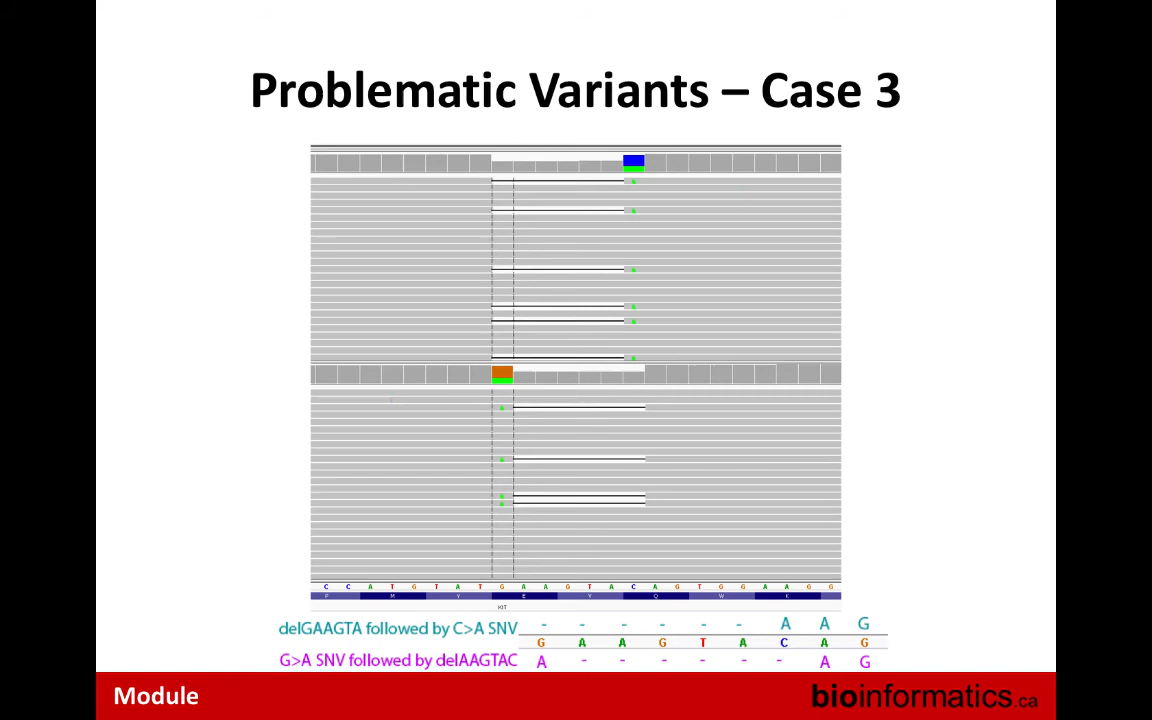 Problematic Variants – Case 3
C C A T G T A T G A A G T A C A G T G G A A G G
P M Y E Y Q W K
KIT
delGAAGTA followed by C>A SNV - - - - - - A A G
G A A G T A C A G
G>A SNV followed by delAAGTAC A - - - - - - A G
Module
bioinformatics.ca